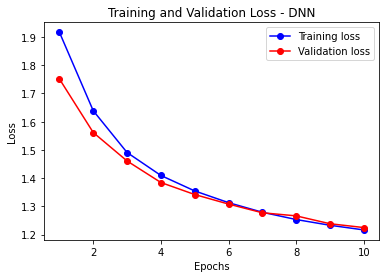 Training and Validation Loss - DNN
Training loss
Validation loss
Loss
1.9
1.8
1.7
1.6
1.5
1.4
1.3
1.2
2 4 6 8 10
Epochs